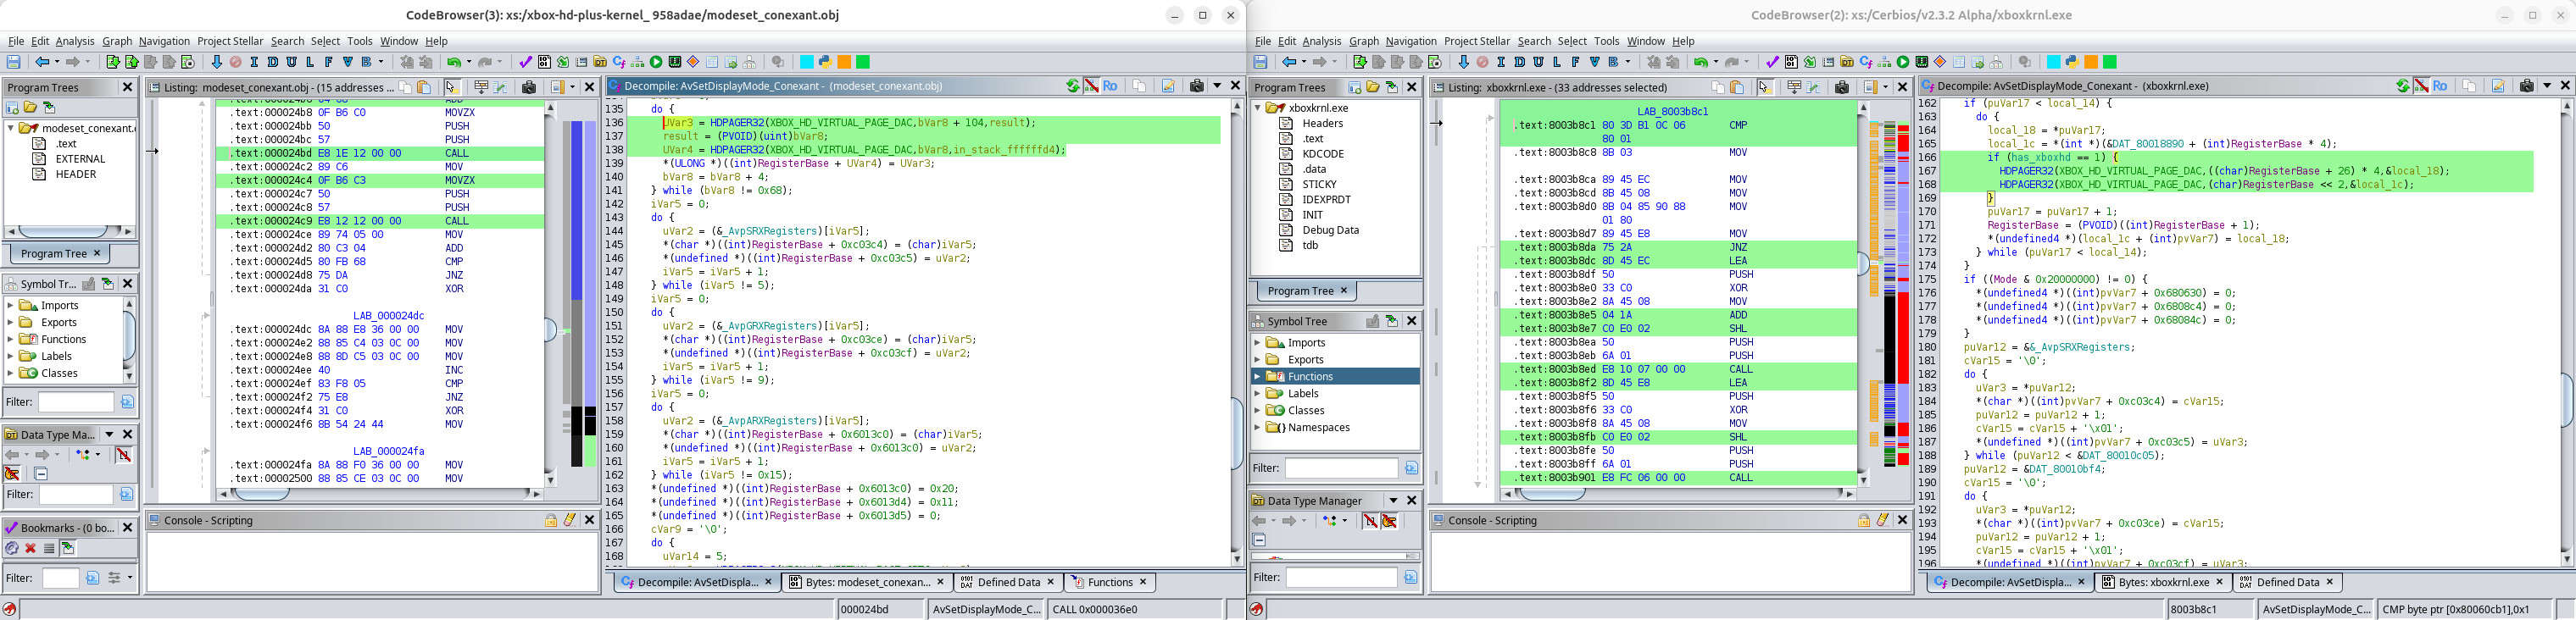 CodeBrowser(3): xs:/xbox-hd-plus-kernel_ 958adae/modeset_conexant.obj
File Edit Analysis Graph Navigation Project Stellar Search Select Tools Window Help
Program Trees
modeset_conexant.o
.text
EXTERNAL
HEADER
Program Tree
Symbol Tr...
Imports
Exports
Functions
Labels
Classes
Filter:
Data Type Ma...
Filter:
Bookmarks - (0 bo...
Filter:
Listing: modeset_conexant.obj - (15 addresses ...
.text:000024b8 0F B6 C0 MOVZX
.text:000024bb 50 PUSH
.text:000024bc 57 PUSH
.text:000024bd E8 1E 12 00 00 CALL
.text:000024c2 89 C6 MOV
.text:000024c4 0F B6 C3 MOVZX
.text:000024c7 50 PUSH
.text:000024c8 57 PUSH
.text:000024c9 E8 12 12 00 00 CALL
.text:000024ce 89 74 05 00 MOV
.text:000024d2 80 C3 04 ADD
.text:000024d5 80 FB 68 CMP
.text:000024d8 75 DA JNZ
.text:000024da 31 C0 XOR
LAB_000024dc
.text:000024dc 8A 88 E8 36 00 00 MOV
.text:000024e2 88 85 C4 03 0C 00 MOV
.text:000024e8 88 8D C5 03 0C 00 MOV
.text:000024ee 40 INC
.text:000024ef 83 F8 05 CMP
.text:000024f2 75 E8 JNZ
.text:000024f4 31 C0 XOR
.text:000024f6 8B 54 24 44 MOV
LAB_000024fa
.text:000024fa 8A 88 F0 36 00 00 MOV
.text:00002500 88 85 CE 03 0C 00 MOV
Console - Scripting
Decompile: AvSetDisplayMode_Conexant - (modeset_conexant.obj)
135 do {
136 UVar3 = HDPAGER32(XBOX_HD_VIRTUAL_PAGE_DAC,bVar8 + 104,result);
137 result = (PVOID)(uint)bVar8;
138 UVar4 = HDPAGER32(XBOX_HD_VIRTUAL_PAGE_DAC,bVar8,in_stack_ffffffd4);
139 *(ULONG *)((int)RegisterBase + UVar4) = UVar3;
140 bVar8 = bVar8 + 4;
141 } while (bVar8 != 0x68);
142 iVar5 = 0;
143 do {
144 uVar2 = (&_AvpSRXRegisters)[iVar5];
145 *(char *)((int)RegisterBase + 0xc03c4) = (char)iVar5;
146 *(undefined *)((int)RegisterBase + 0xc03c5) = uVar2;
147 iVar5 = iVar5 + 1;
148 } while (iVar5 != 5);
149 iVar5 = 0;
150 do {
151 uVar2 = (&_AvpGRXRegisters)[iVar5];
152 *(char *)((int)RegisterBase + 0xc03ce) = (char)iVar5;
153 *(undefined *)((int)RegisterBase + 0xc03cf) = uVar2;
154 iVar5 = iVar5 + 1;
155 } while (iVar5 != 9);
156 iVar5 = 0;
157 do {
158 uVar2 = (&_AvpARXRegisters)[iVar5];
159 *(char *)((int)RegisterBase + 0x6013c0) = (char)iVar5;
160 *(undefined *)((int)RegisterBase + 0x6013c0) = uVar2;
161 iVar5 = iVar5 + 1;
162 } while (iVar5 != 0x15);
163 *(undefined *)((int)RegisterBase + 0x6013c0) = 0x20;
164 *(undefined *)((int)RegisterBase + 0x6013d4) = 0x11;
165 *(undefined *)((int)RegisterBase + 0x6013d5) = 0;
166 cVar9 = '\0';
167 do {
168 uVar14 = 5;
Decompile: AvSetDispla... Bytes: modeset_conexan... Defined Data Functions
000024bd AvSetDisplayMode_C... CALL 0x000036e0
CodeBrowser(2): xs:/Cerbios/v2.3.2 Alpha/xboxkrnl.exe
File Edit Analysis Graph Navigation Project Stellar Search Select Tools Window Help
Program Trees
xboxkrnl.exe
Headers
.text
KDCODE
.data
STICKY
IDEXPRDT
INIT
Debug Data
tdb
Program Tree
Symbol Tree
Imports
Exports
Functions
Labels
Classes
Namespaces
Filter:
Data Type Manager
Filter:
Listing: xboxkrnl.exe - (33 addresses selected)
LAB_8003b8c1
.text:8003b8c1 80 3D B1 0C 06 CMP
80 01
.text:8003b8c8 8B 03 MOV
.text:8003b8ca 89 45 EC MOV
.text:8003b8cd 8B 45 08 MOV
.text:8003b8d0 8B 04 85 90 88 MOV
01 80
.text:8003b8d7 89 45 E8 MOV
.text:8003b8da 75 2A JNZ
.text:8003b8dc 8D 45 EC LEA
.text:8003b8df 50 PUSH
.text:8003b8e0 33 C0 XOR
.text:8003b8e2 8A 45 08 MOV
.text:8003b8e5 04 1A ADD
.text:8003b8e7 C0 E0 02 SHL
.text:8003b8ea 50 PUSH
.text:8003b8eb 6A 01 PUSH
.text:8003b8ed E8 10 07 00 00 CALL
.text:8003b8f2 8D 45 E8 LEA
.text:8003b8f5 50 PUSH
.text:8003b8f6 33 C0 XOR
.text:8003b8f8 8A 45 08 MOV
.text:8003b8fb C0 E0 02 SHL
.text:8003b8fe 50 PUSH
.text:8003b8ff 6A 01 PUSH
.text:8003b901 E8 FC 06 00 00 CALL
Console - Scripting
Decompile: AvSetDisplayMode_Conexant - (xboxkrnl.exe)
162 if (puVar17 < local_14) {
163 do {
164 local_18 = *puVar17;
165 local_1c = *(int *)(&DAT_80018890 + (int)RegisterBase * 4);
166 if (has_xboxhd == 1) {
167 HDPAGER32(XBOX_HD_VIRTUAL_PAGE_DAC,((char)RegisterBase + 26) * 4,&local_18);
168 HDPAGER32(XBOX_HD_VIRTUAL_PAGE_DAC,(char)RegisterBase << 2,&local_1c);
169 }
170 puVar17 = puVar17 + 1;
171 RegisterBase = (PVOID)((int)RegisterBase + 1);
172 *(undefined4 *)(local_1c + (int)pvVar7) = local_18;
173 } while (puVar17 < local_14);
174 }
175 if ((Mode & 0x20000000) != 0) {
176 *(undefined4 *)((int)pvVar7 + 0x680630) = 0;
177 *(undefined4 *)((int)pvVar7 + 0x6808c4) = 0;
178 *(undefined4 *)((int)pvVar7 + 0x68084c) = 0;
179 }
180 puVar12 = &&_AvpSRXRegisters;
181 cVar15 = '\0';
182 do {
183 uVar3 = *puVar12;
184 *(char *)((int)pvVar7 + 0xc03c4) = cVar15;
185 puVar12 = puVar12 + 1;
186 cVar15 = cVar15 + '\x01';
187 *(undefined *)((int)pvVar7 + 0xc03c5) = uVar3;
188 } while (puVar12 < &DAT_80010c05);
189 puVar12 = &DAT_80010bf4;
190 cVar15 = '\0';
191 do {
192 uVar3 = *puVar12;
193 *(char *)((int)pvVar7 + 0xc03ce) = cVar15;
194 puVar12 = puVar12 + 1;
195 cVar15 = cVar15 + '\x01';
196 *(undefined *)((int)pvVar7 + 0xc03cf) = uVar3;
Decompile: AvSetDispla... Bytes: xboxkrnl.exe Defined Data
8003b8c1 AvSetDisplayMode_C... CMP byte ptr [0x80060cb1],0x1